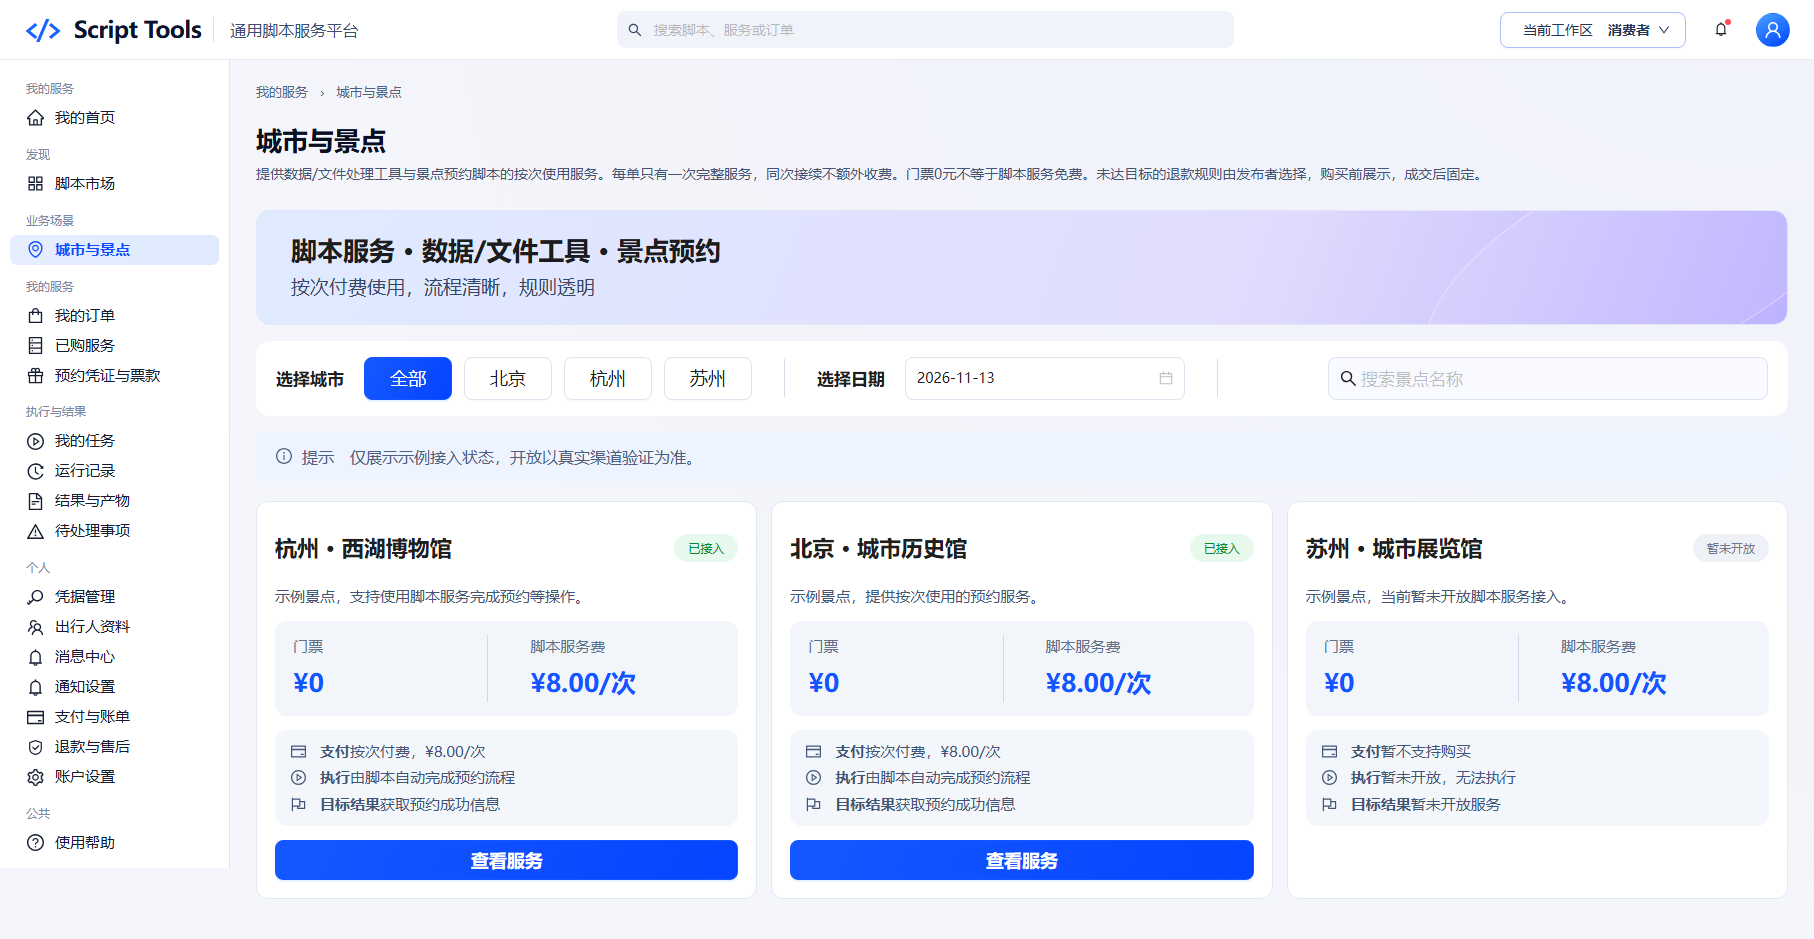 </> Script Tools 通用脚本服务平台
搜索脚本、服务或订单
当前工作区 消费者
我的服务
我的首页
发现
脚本市场
业务场景
城市与景点
我的服务
我的订单
已购服务
预约凭证与票款
执行与结果
我的任务
运行记录
结果与产物
待处理事项
个人
凭据管理
出行人资料
消息中心
通知设置
支付与账单
退款与售后
账户设置
公共
使用帮助
我的服务 › 城市与景点
城市与景点
提供数据/文件处理工具与景点预约脚本的按次使用服务。每单只有一次完整服务，同次接续不额外收费。门票0元不等于脚本服务免费。未达目标的退款规则由发布者选择，购买前展示，成交后固定。
脚本服务·数据/文件工具·景点预约
按次付费使用，流程清晰，规则透明
选择城市 全部 北京 杭州 苏州 选择日期 2026-11-13 搜索景点名称
提示 仅展示示例接入状态，开放以真实渠道验证为准。
杭州·西湖博物馆 已接入
示例景点，支持使用脚本服务完成预约等操作。
门票 脚本服务费
¥0 ¥8.00/次
支付按次付费，¥8.00/次
执行由脚本自动完成预约流程
目标结果获取预约成功信息
查看服务
北京·城市历史馆 已接入
示例景点，提供按次使用的预约服务。
门票 脚本服务费
¥0 ¥8.00/次
支付按次付费，¥8.00/次
执行由脚本自动完成预约流程
目标结果获取预约成功信息
查看服务
苏州·城市展览馆 暂未开放
示例景点，当前暂未开放脚本服务接入。
门票 脚本服务费
¥0 ¥8.00/次
支付暂不支持购买
执行暂未开放，无法执行
目标结果暂未开放服务